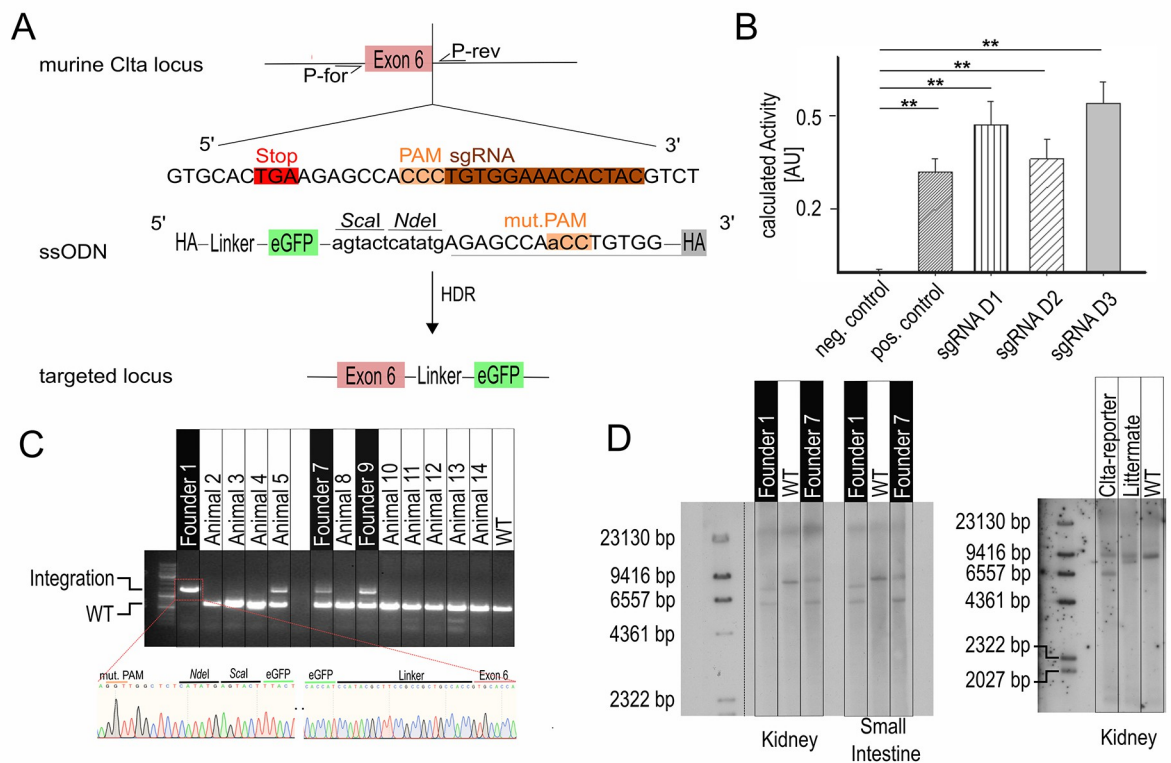 A
murine Clta locus
Exon 6
P-for
P-rev
5'
3'
Stop
PAM
sgRNA
GTGCACTGAAGAGCCACCCTGTGGAAACACTACGTCT
5'
3'
ScaI
NdeI
mut.PAM
ssODN
HA
Linker
eGFP
agtactcatatgAGAGCCAaCCTGTGG
HA
HDR
targeted locus
Exon 6
Linker
eGFP
B
calculated Activity
[AU]
0.5
0.2
**
**
**
**
neg. control
pos. control
sgRNA D1
sgRNA D2
sgRNA D3
C
Founder 1
Animal 2
Animal 3
Animal 4
Animal 5
Founder 7
Animal 8
Founder 9
Animal 10
Animal 11
Animal 12
Animal 13
Animal 14
WT
Integration
WT
mut. PAM
NdeI
ScaI
eGFP
eGFP
Linker
Exon 6
AGGTTGGCTCTCATATGAGTACTTTACT
D
Founder 1
WT
Founder 7
Founder 1
WT
Founder 7
23130 bp
9416 bp
6557 bp
4361 bp
2322 bp
Kidney
Small
Intestine
Clta-reporter
Littermate
WT
23130 bp
9416 bp
6557 bp
4361 bp
2322 bp
2027 bp
Kidney